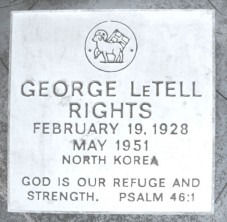 GEORGE LeTELL
RIGHTS
FEBRUARY 19, 1928
MAY 1951
NORTH KOREA
GOD IS OUR REFUGE AND
STRENGTH. PSALM 46:1